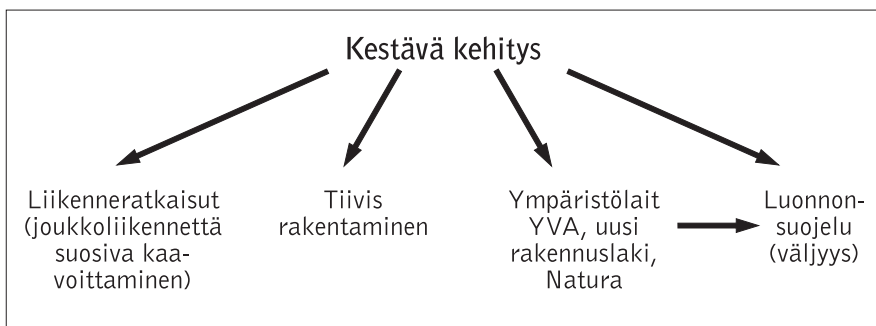 Kestävä kehitys
Liikenneratkaisut
(joukkoliikennettä
suosiva kaa-
voittaminen)
Tiivis
rakentaminen
Ympäristölait
YVA, uusi
rakennuslaki,
Natura
Luonnon-
suojelu
(väljyys)